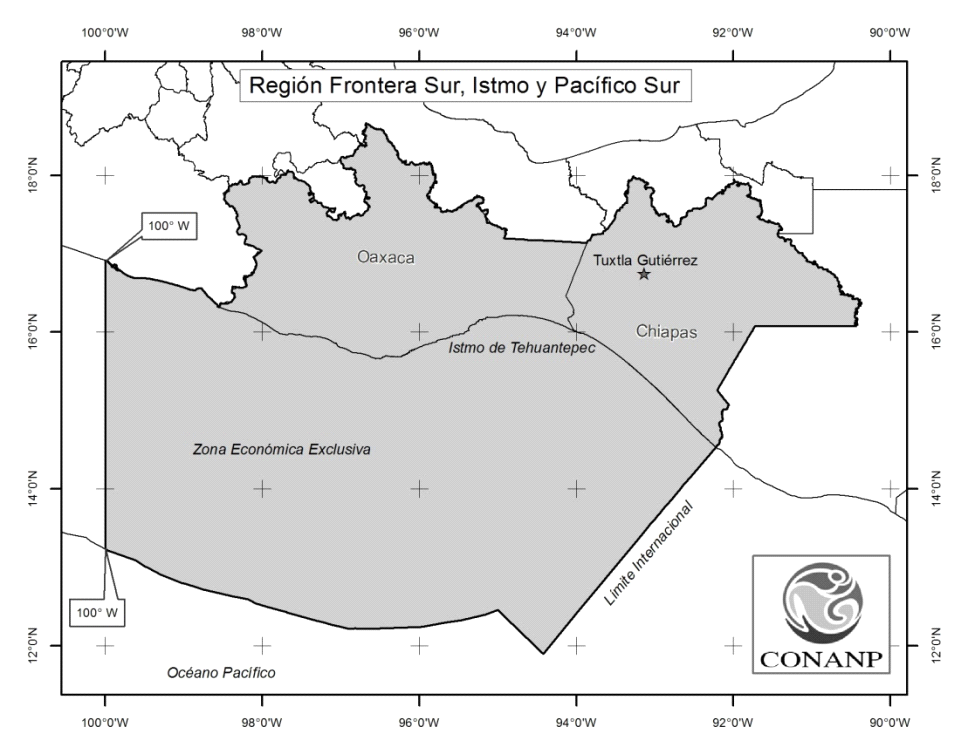 100°0'W 98°0'W 96°0'W 94°0'W 92°0'W 90°0'W
Región Frontera Sur, Istmo y Pacífico Sur
18°0'N 18°0'N
100° W
Oaxaca
Tuxtla Gutiérrez
16°0'N 16°0'N
Chiapas
Istmo de Tehuantepec
Zona Económica Exclusiva
14°0'N 14°0'N
Límite Internacional
100° W
12°0'N 12°0'N
CONANP
Océano Pacífico
100°0'W 98°0'W 96°0'W 94°0'W 92°0'W 90°0'W